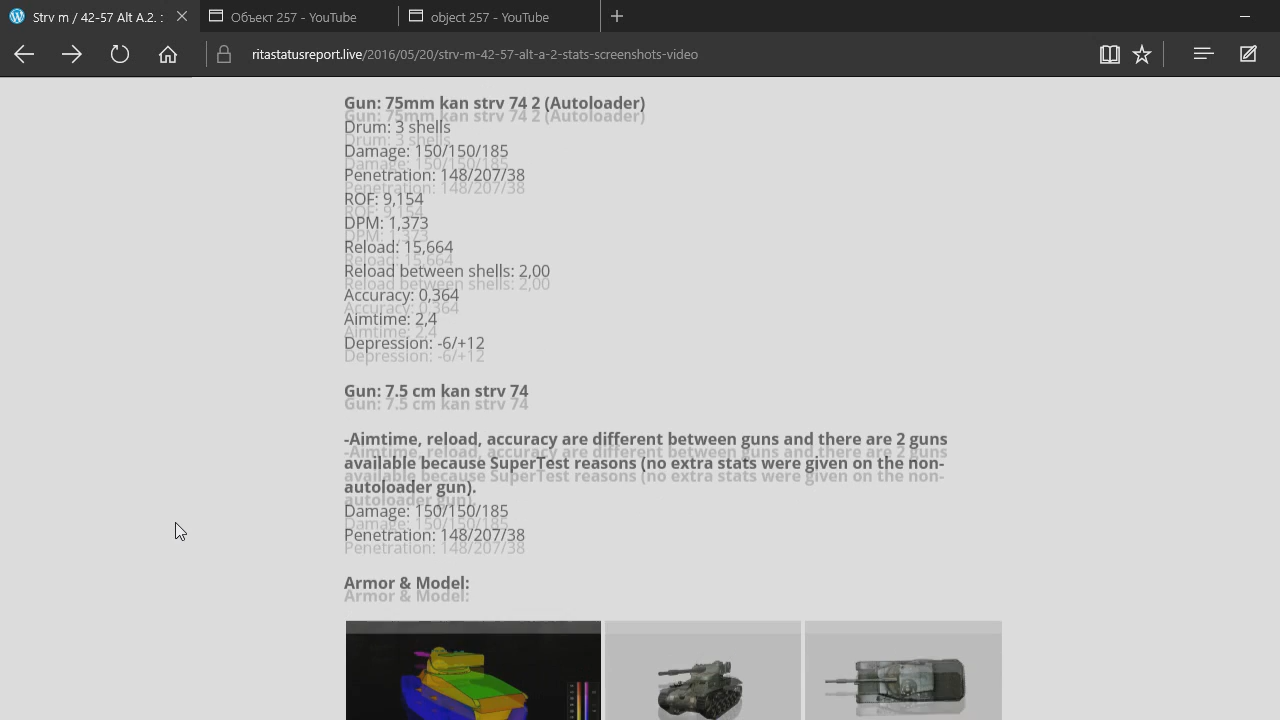 Strv m / 42-57 Alt A.2. :
Объект 257 - YouTube
object 257 - YouTube
ritastatusreport.live/2016/05/20/strv-m-42-57-alt-a-2-stats-screenshots-video
Gun: 75mm kan strv 74 2 (Autoloader)
Drum: 3 shells
Damage: 150/150/185
Penetration: 148/207/38
ROF: 9,154
DPM: 1,373
Reload: 15,664
Reload between shells: 2,00
Accuracy: 0,364
Aimtime: 2,4
Depression: -6/+12
Gun: 7.5 cm kan strv 74
-Aimtime, reload, accuracy are different between guns and there are 2 guns
available because SuperTest reasons (no extra stats were given on the non-
autoloader gun).
Damage: 150/150/185
Penetration: 148/207/38
Armor & Model: